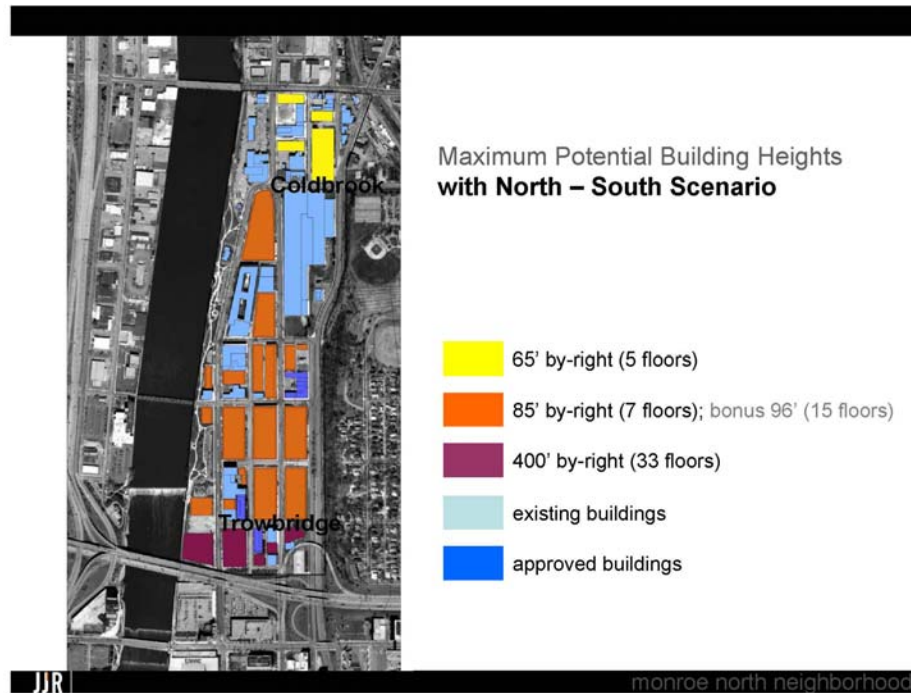 Maximum Potential Building Heights
with North – South Scenario
Coldbrook
65' by-right (5 floors)
85' by-right (7 floors); bonus 96' (15 floors)
400' by-right (33 floors)
existing buildings
Trowbridge
approved buildings
JJR
monroe north neighborhood